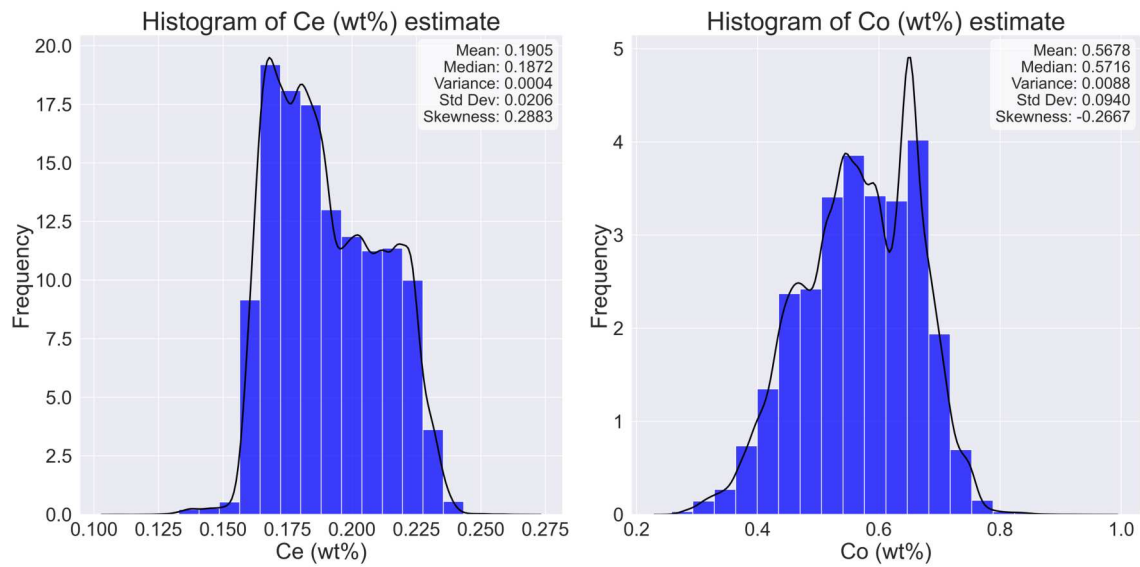 Histogram of Ce (wt%) estimate
Mean: 0.1905
Median: 0.1872
Variance: 0.0004
Std Dev: 0.0206
Skewness: 0.2883
Frequency
20.0
17.5
15.0
12.5
10.0
7.5
5.0
2.5
0.0
0.100 0.125 0.150 0.175 0.200 0.225 0.250 0.275
Ce (wt%)
Histogram of Co (wt%) estimate
Mean: 0.5678
Median: 0.5716
Variance: 0.0088
Std Dev: 0.0940
Skewness: -0.2667
Frequency
5
4
3
2
1
0
0.2 0.4 0.6 0.8 1.0
Co (wt%)